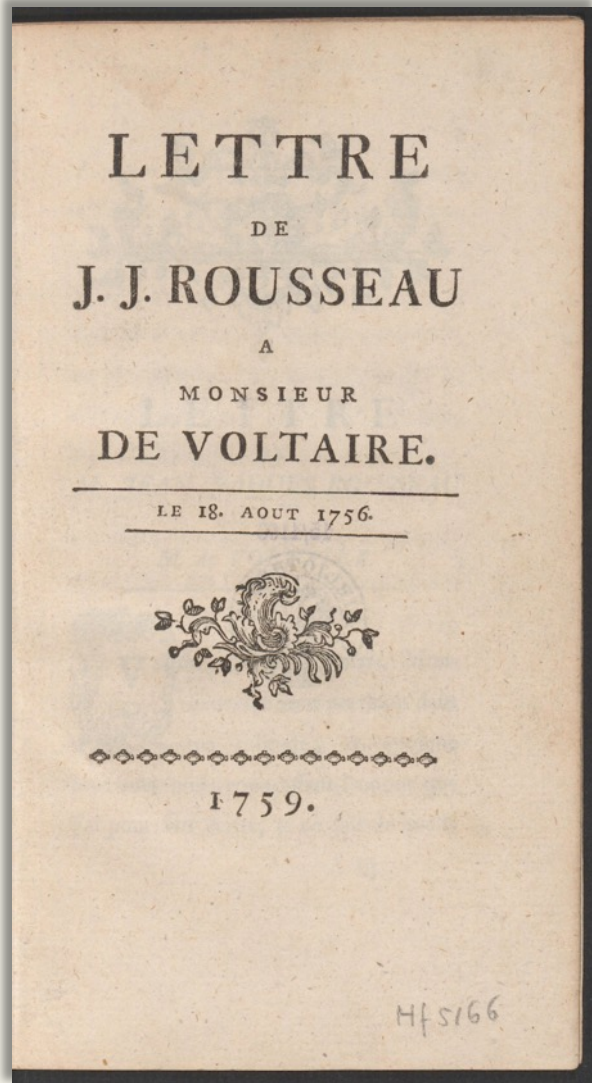 LETTRE
DE
J. J. ROUSSEAU
A
MONSIEUR
DE VOLTAIRE.
LE 18. AOUT 1756.
1759.
Hf 5166